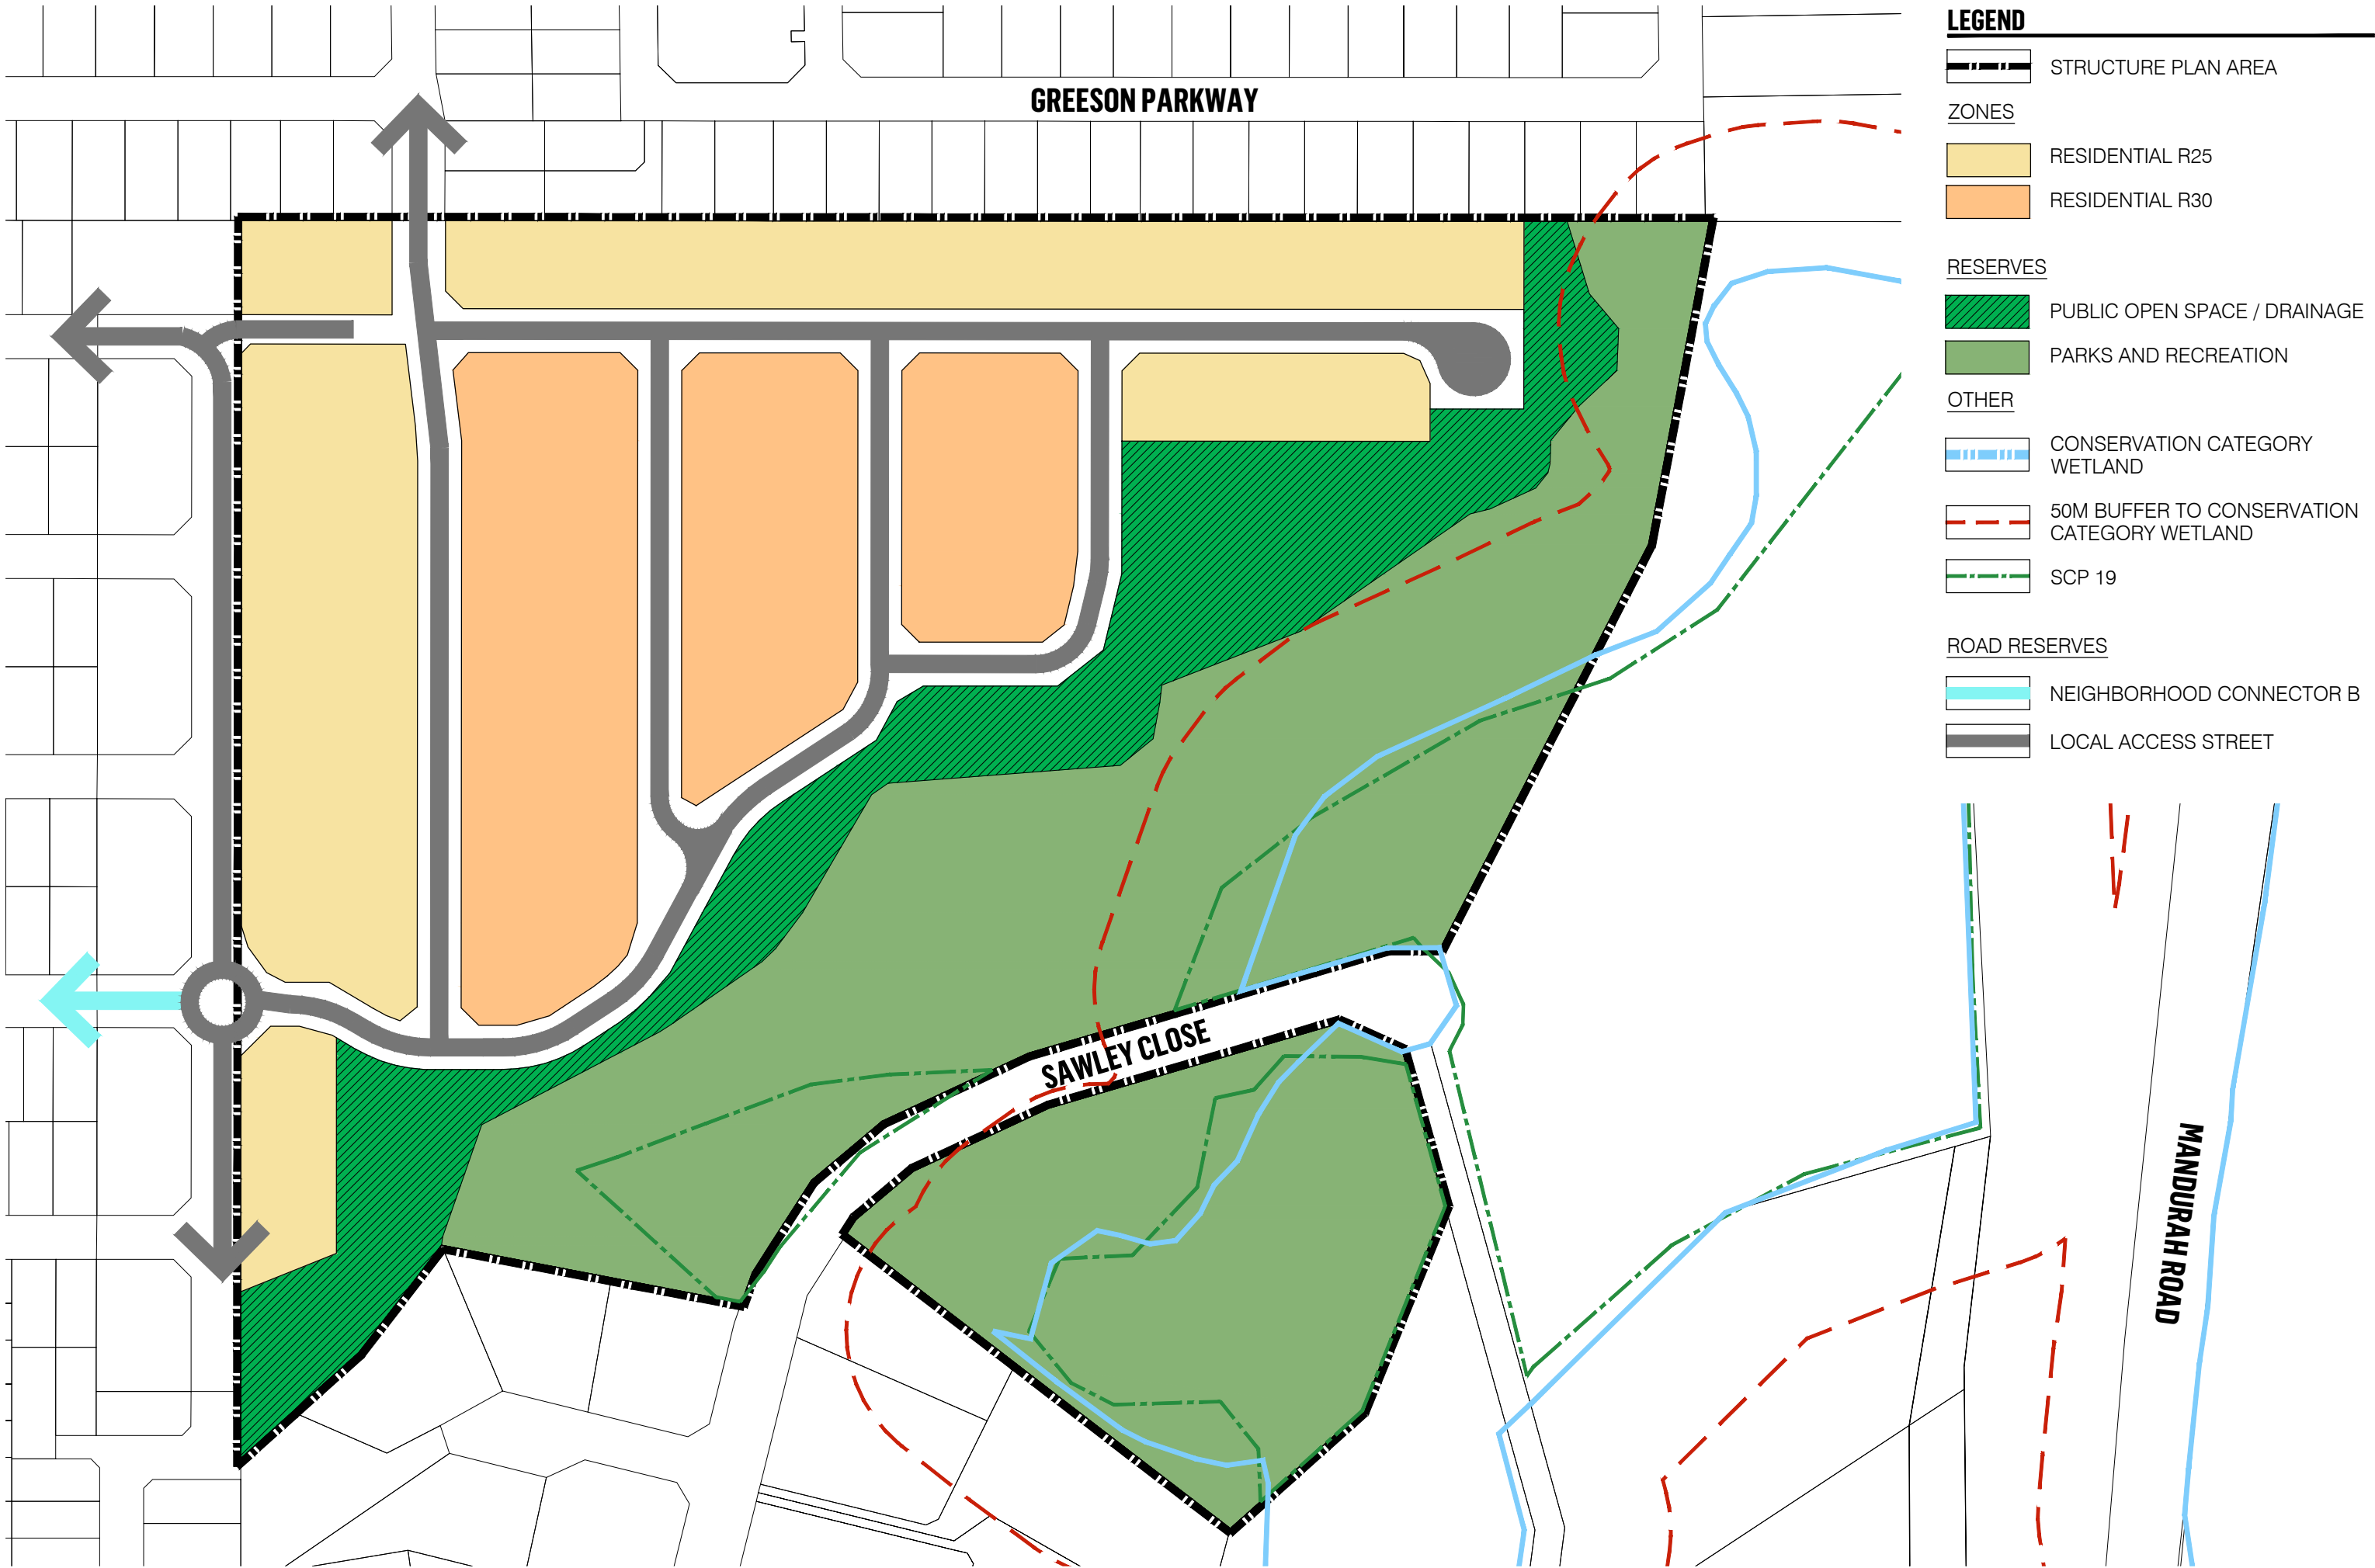 GREESON PARKWAY
SAWLEY CLOSE
MANDURAH ROAD
LEGEND
STRUCTURE PLAN AREA
ZONES
RESIDENTIAL R25
RESIDENTIAL R30
RESERVES
PUBLIC OPEN SPACE / DRAINAGE
PARKS AND RECREATION
OTHER
CONSERVATION CATEGORY
WETLAND
50M BUFFER TO CONSERVATION
CATEGORY WETLAND
SCP 19
ROAD RESERVES
NEIGHBORHOOD CONNECTOR B
LOCAL ACCESS STREET